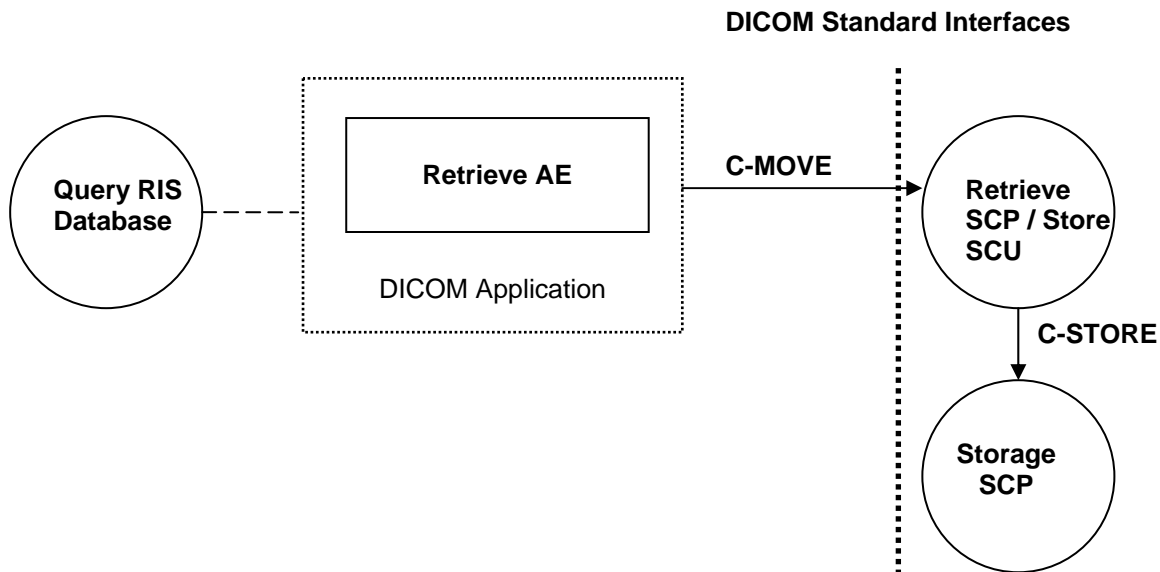 DICOM Standard Interfaces
Query RIS
Database
Retrieve AE
DICOM Application
C-MOVE
Retrieve
SCP / Store
SCU
C-STORE
Storage
SCP